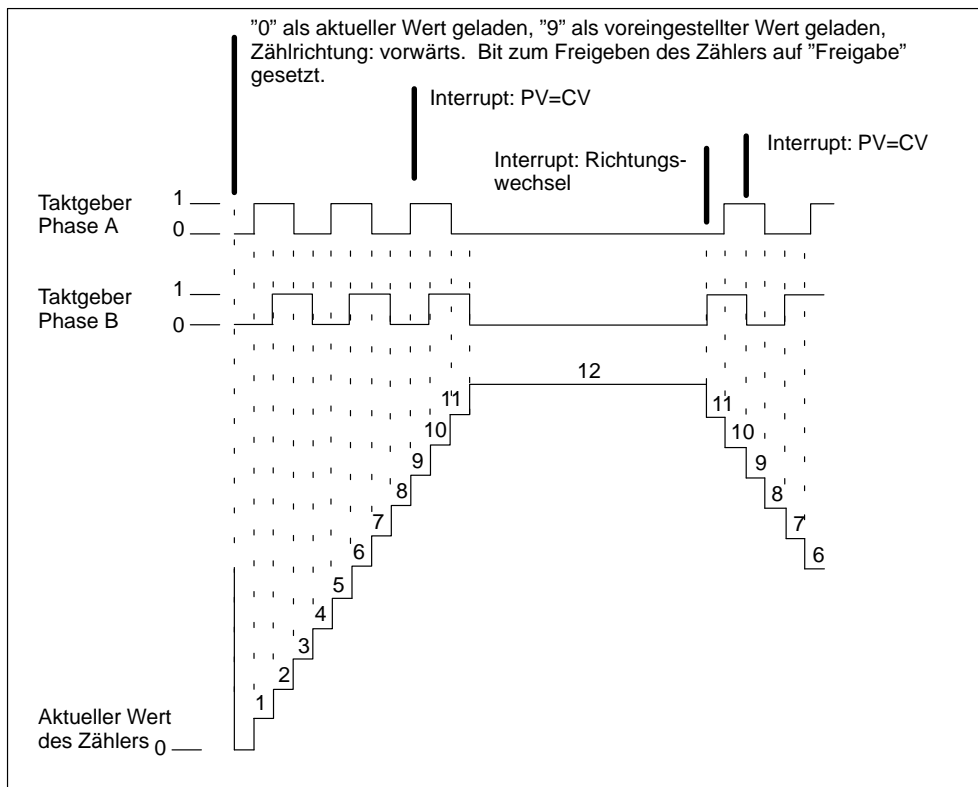 "0" als aktueller Wert geladen, "9" als voreingestellter Wert geladen,
Zählrichtung: vorwärts. Bit zum Freigeben des Zählers auf "Freigabe"
gesetzt.
Interrupt: PV=CV
Interrupt: Richtungs-
wechsel
Interrupt: PV=CV
Taktgeber
Phase A
1
0
Taktgeber
Phase B
1
0
12
11
10
9
8
7
6
5
4
3
2
1
11
10
9
8
7
6
Aktueller Wert
des Zählers
0